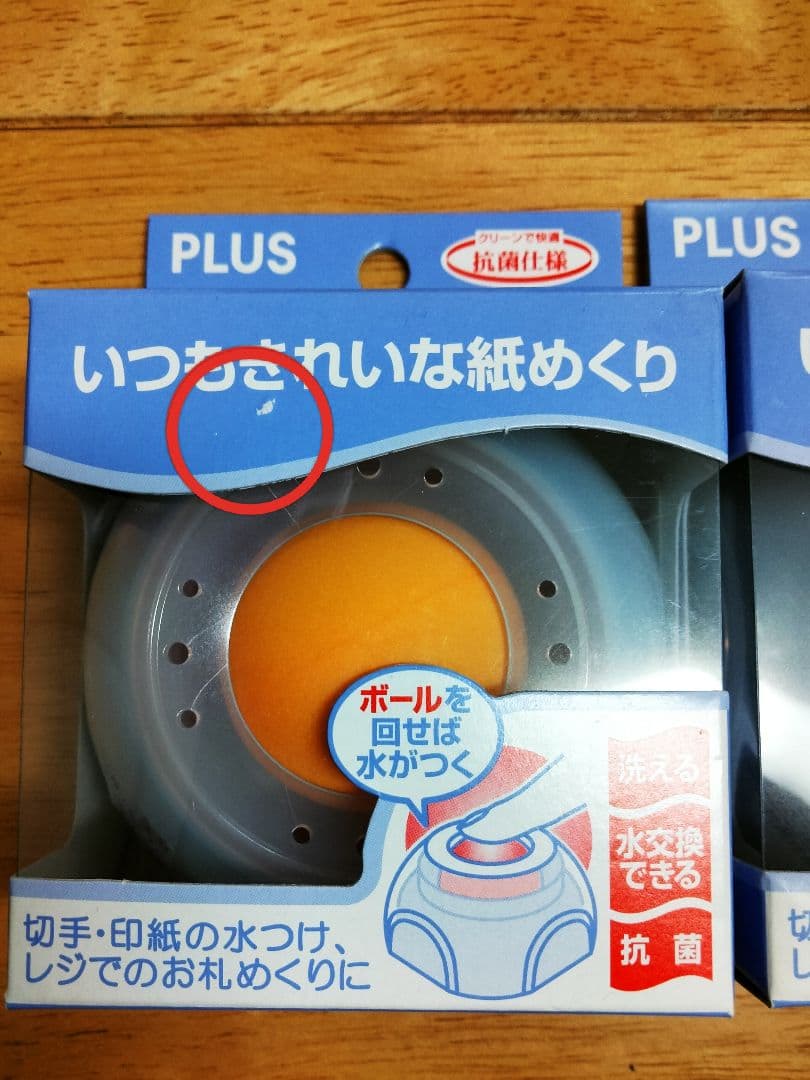 PLUS
クリーンで快適
抗菌仕様
PLUS
いつもきれいな紙めくり
ボールを
回せば
水がつく
洗える
水交換
できる
抗菌
切手・印紙の水つけ、
レジでのお札めくりに